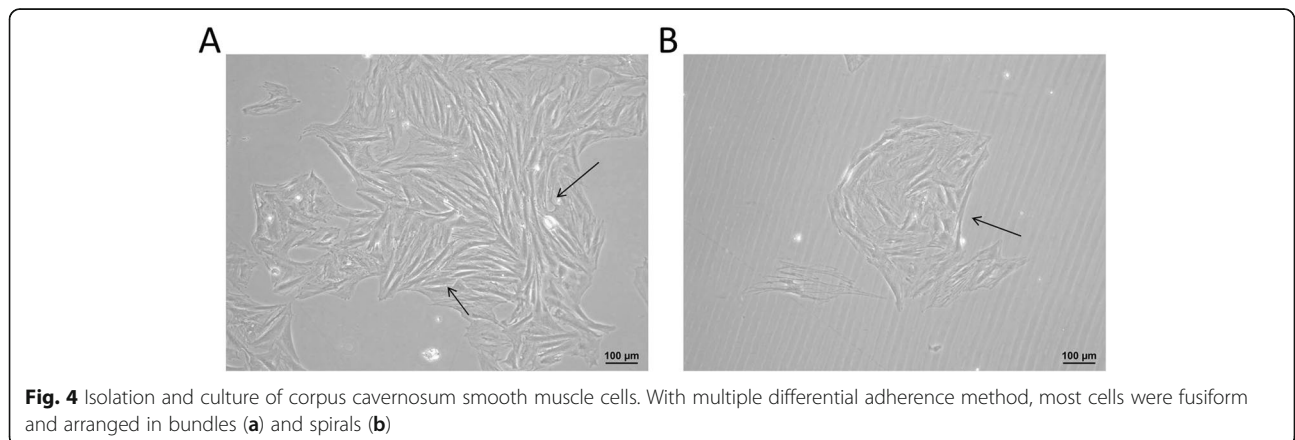 A
B
100 µm
100 µm
Fig. 4 Isolation and culture of corpus cavernosum smooth muscle cells. With multiple differential adherence method, most cells were fusiform
and arranged in bundles (a) and spirals (b)